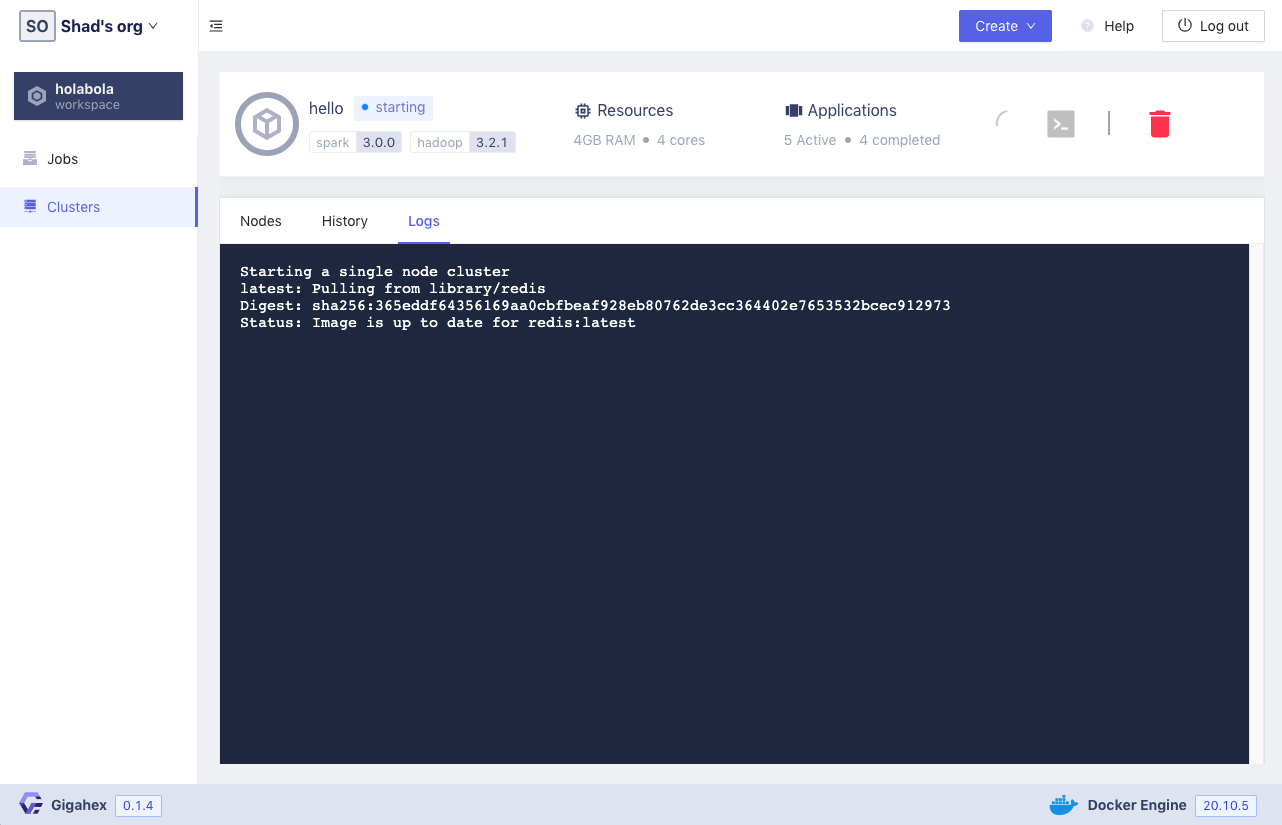 SO Shad's org
Create
Help
Log out
holabola
workspace
Jobs
Clusters
hello
starting
spark 3.0.0
hadoop 3.2.1
Resources
4GB RAM • 4 cores
Applications
5 Active • 4 completed
Nodes
History
Logs
Starting a single node cluster
latest: Pulling from library/redis
Digest: sha256:365eddf64356169aa0cbfbeaf928eb80762de3cc364402e7653532bcec912973
Status: Image is up to date for redis:latest
Gigahex 0.1.4
Docker Engine 20.10.5